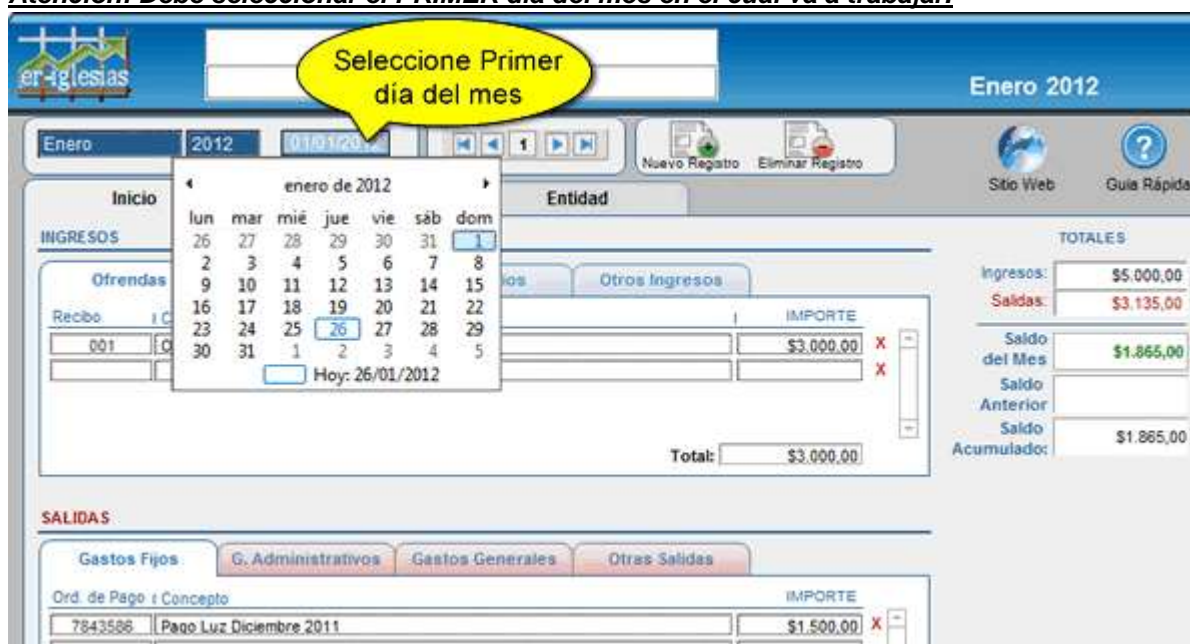 Atención: Debe seleccionar el PRIMER día del mes en el cual va a trabajar.
er-iglesias
Seleccione Primer
día del mes
Enero 2012
Enero 2012 01/01/2012 1
Nuevo Registro Eliminar Registro
Sitio Web Guia Rápida
Inicio Entidad
enero de 2012
lun mar mié jue vie sáb dom
26 27 28 29 30 31 1
2 3 4 5 6 7 8
9 10 11 12 13 14 15
16 17 18 19 20 21 22
23 24 25 26 27 28 29
30 31 1 2 3 4 5
Hoy: 26/01/2012
INGRESOS
Ofrendas Otros Ingresos
Recibo IMPORTE
001 $3.000,00 X
X
Total: $3.000,00
TOTALES
Ingresos: $5.000,00
Salidas: $3.135,00
Saldo
del Mes $1.865,00
Saldo
Anterior
Saldo
Acumulado: $1.865,00
SALIDAS
Gastos Fijos G. Administrativos Gastos Generales Otras Salidas
Ord. de Pago Concepto IMPORTE
7843586 Pago Luz Diciembre 2011 $1.500,00 X